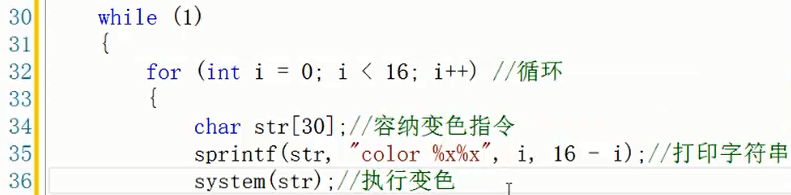 30 while (1)
31 {
32 for (int i = 0; i < 16; i++) //循环
33 {
34 char str[30];//容纳变色指令
35 sprintf(str, "color %x%x", i, 16 - i);//打印字符串
36 system(str);//执行变色